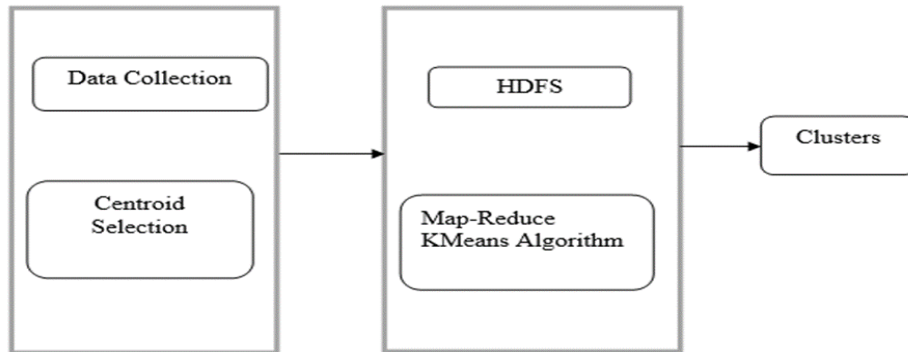 Data Collection
Centroid
Selection
HDFS
Map-Reduce
KMeans Algorithm
Clusters